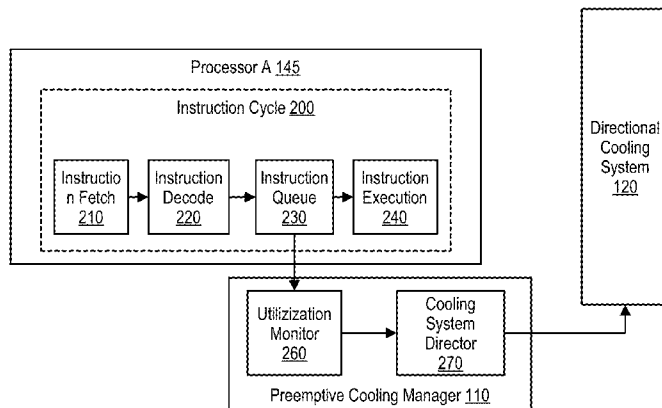 Processor A 145
Instruction Cycle 200
Instructio
n Fetch
210
Instruction
Decode
220
Instruction
Queue
230
Instruction
Execution
240
Directional
Cooling
System
120
Utilizization
Monitor
260
Cooling
System
Director
270
Preemptive Cooling Manager 110